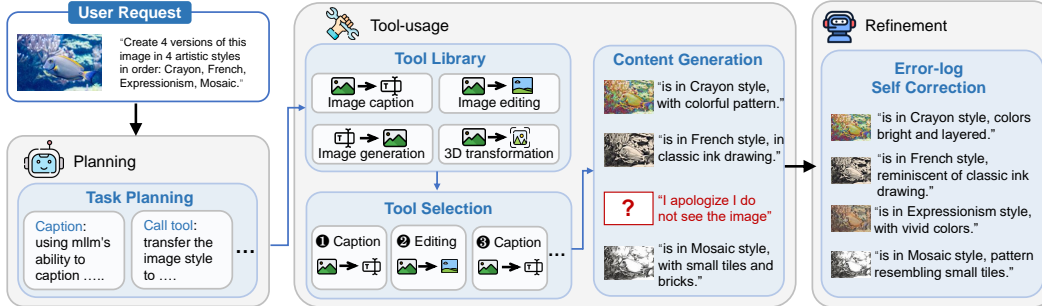 User Request
“Create 4 versions of this
image in 4 artistic styles
in order: Crayon, French,
Expressionism, Mosaic.”
Planning
Task Planning
Caption:
using mllm’s
ability to
caption …..
Call tool:
transfer the
image style
to ….
...
Tool-usage
Tool Library
T
Image caption
Image editing
T
Image generation
3D transformation
Tool Selection
❶ Caption
T
❷ Editing
❸ Caption
T
...
Content Generation
“is in Crayon style,
with colorful pattern.”
“is in French style, in
classic ink drawing.”
?
“I apologize I do
not see the image”
“is in Mosaic style,
with small tiles and
bricks.”
Refinement
Error-log
Self Correction
“is in Crayon style, colors
bright and layered.”
“is in French style,
reminiscent of classic ink
drawing.”
“is in Expressionism style,
with vivid colors.”
“is in Mosaic style, pattern
resembling small tiles.”